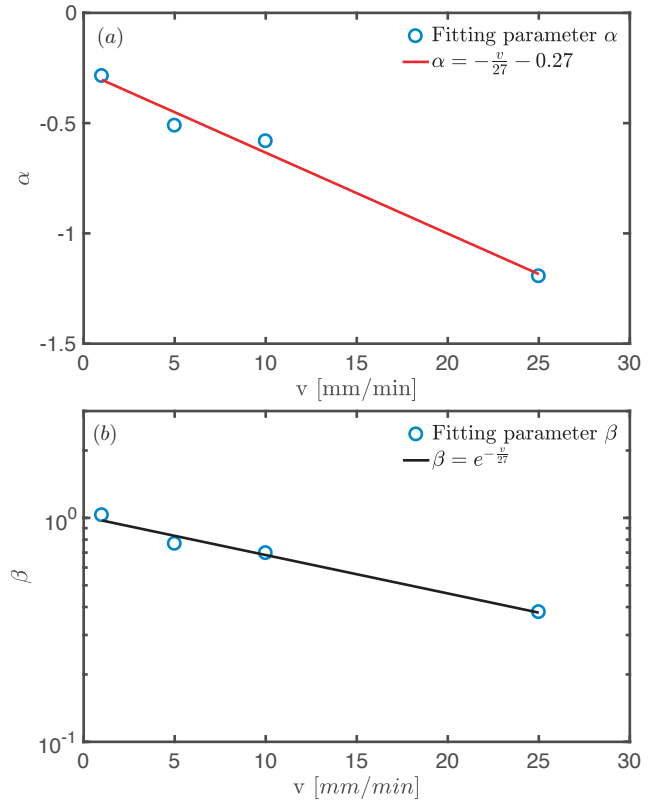 (a)
Fitting parameter α
α = −v/27 − 0.27
0
-0.5
-1
-1.5
α
0 5 10 15 20 25 30
v [mm/min]
(b)
Fitting parameter β
β = e^{−v/27}
10^0
10^-1
β
0 5 10 15 20 25 30
v [mm/min]